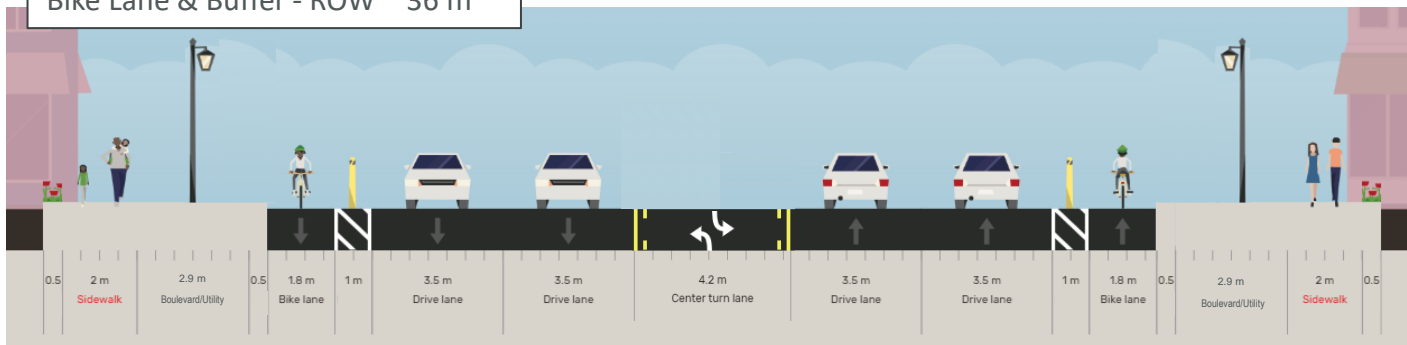 Bike Lane & Buffer - ROW 36 m
0.5 2 m 2.9 m 0.5 1.8 m 1 m 3.5 m 3.5 m 4.2 m 3.5 m 3.5 m 1 m 1.8 m 0.5 2.9 m 2 m 0.5
Sidewalk Boulevard/Utility Bike lane Drive lane Drive lane Center turn lane Drive lane Drive lane Bike lane Boulevard/Utility Sidewalk